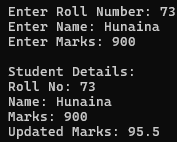 Enter Roll Number: 73
Enter Name: Hunaina
Enter Marks: 900

Student Details:
Roll No: 73
Name: Hunaina
Marks: 900
Updated Marks: 95.5